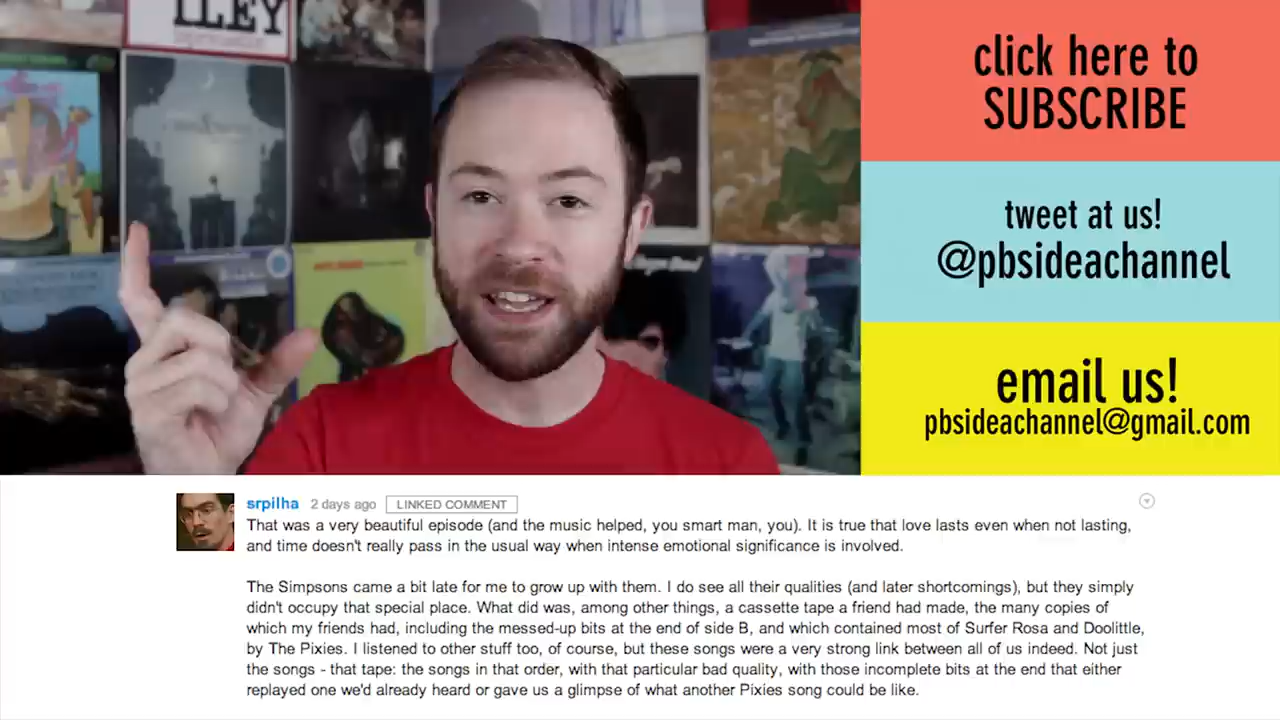 ILEY
click here to
SUBSCRIBE
tweet at us!
@pbsideachannel
email us!
pbsideachannel@gmail.com
srpilha 2 days ago LINKED COMMENT
That was a very beautiful episode (and the music helped, you smart man, you). It is true that love lasts even when not lasting,
and time doesn't really pass in the usual way when intense emotional significance is involved.
The Simpsons came a bit late for me to grow up with them. I do see all their qualities (and later shortcomings), but they simply
didn't occupy that special place. What did was, among other things, a cassette tape a friend had made, the many copies of
which my friends had, including the messed-up bits at the end of side B, and which contained most of Surfer Rosa and Doolittle,
by The Pixies. I listened to other stuff too, of course, but these songs were a very strong link between all of us indeed. Not just
the songs - that tape: the songs in that order, with that particular bad quality, with those incomplete bits at the end that either
replayed one we'd already heard or gave us a glimpse of what another Pixies song could be like.